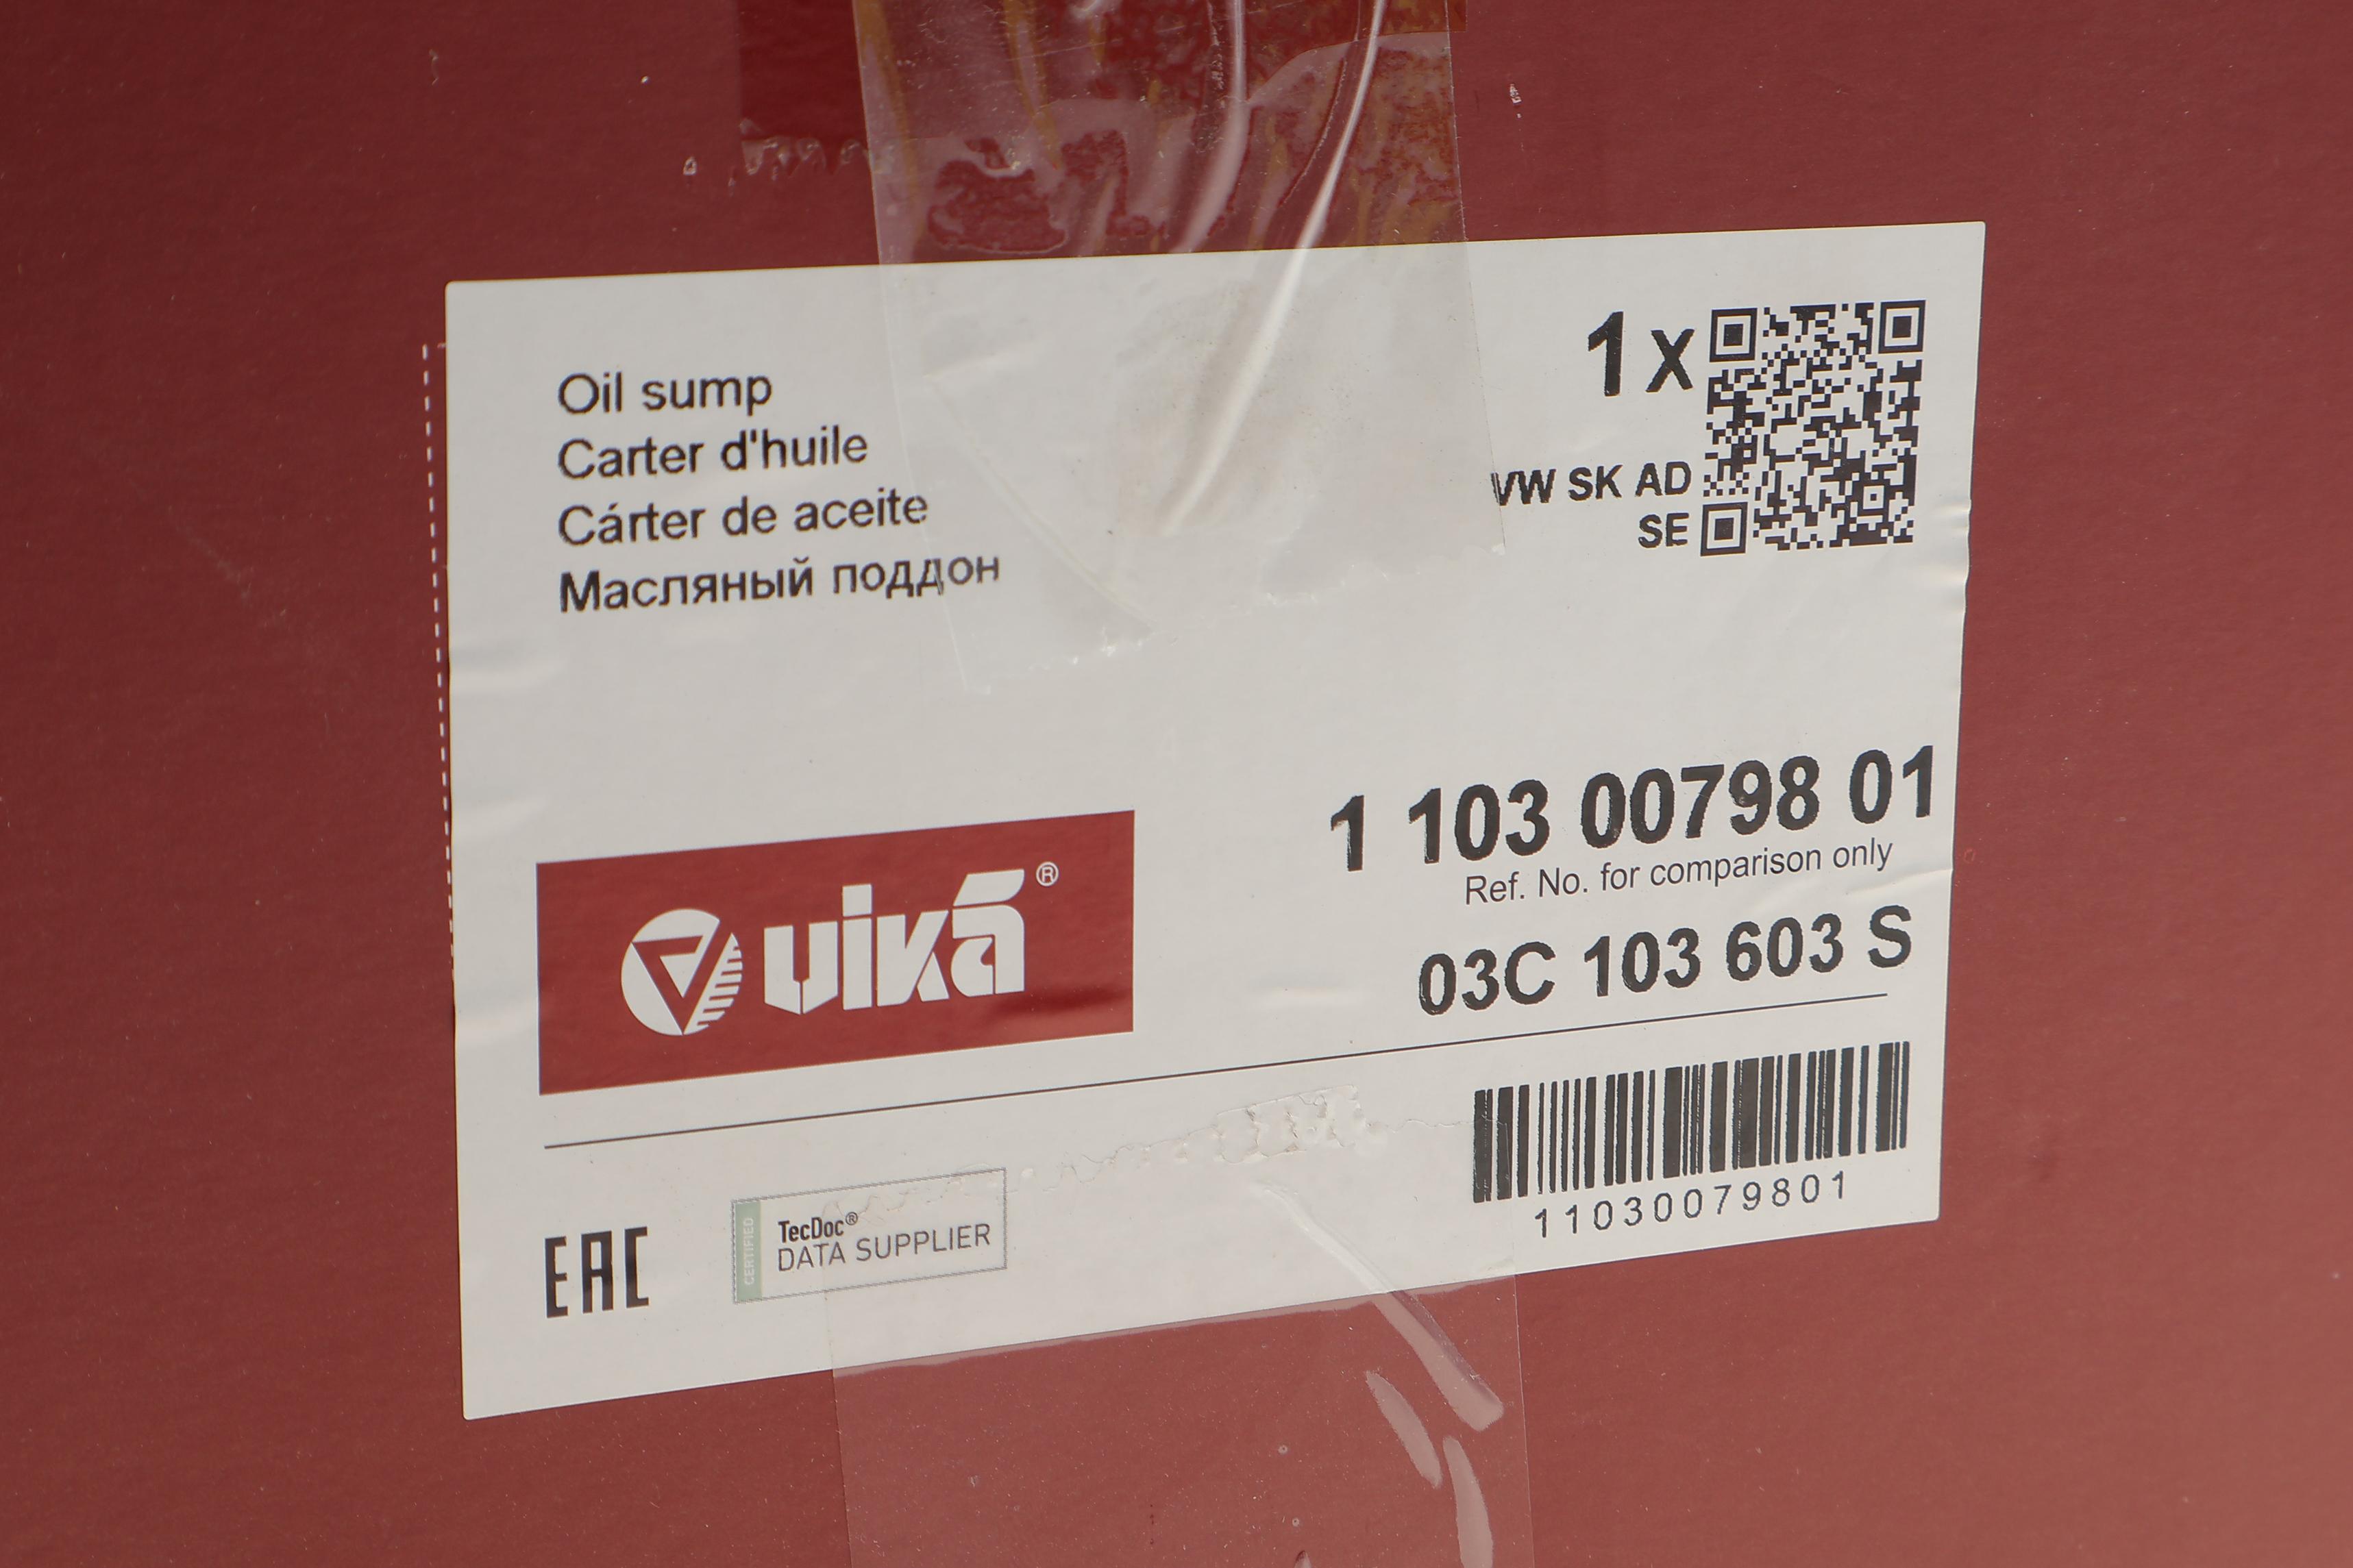 Oil sump
Carter d'huile
Cárter de aceite
Масляный поддон
1 x
VW SK AD
SE
1 103 00798 01
Ref. No. for comparison only
03C 103 603 S
vika®
11030079801
EAC
CERTIFIED
TecDoc®
DATA SUPPLIER